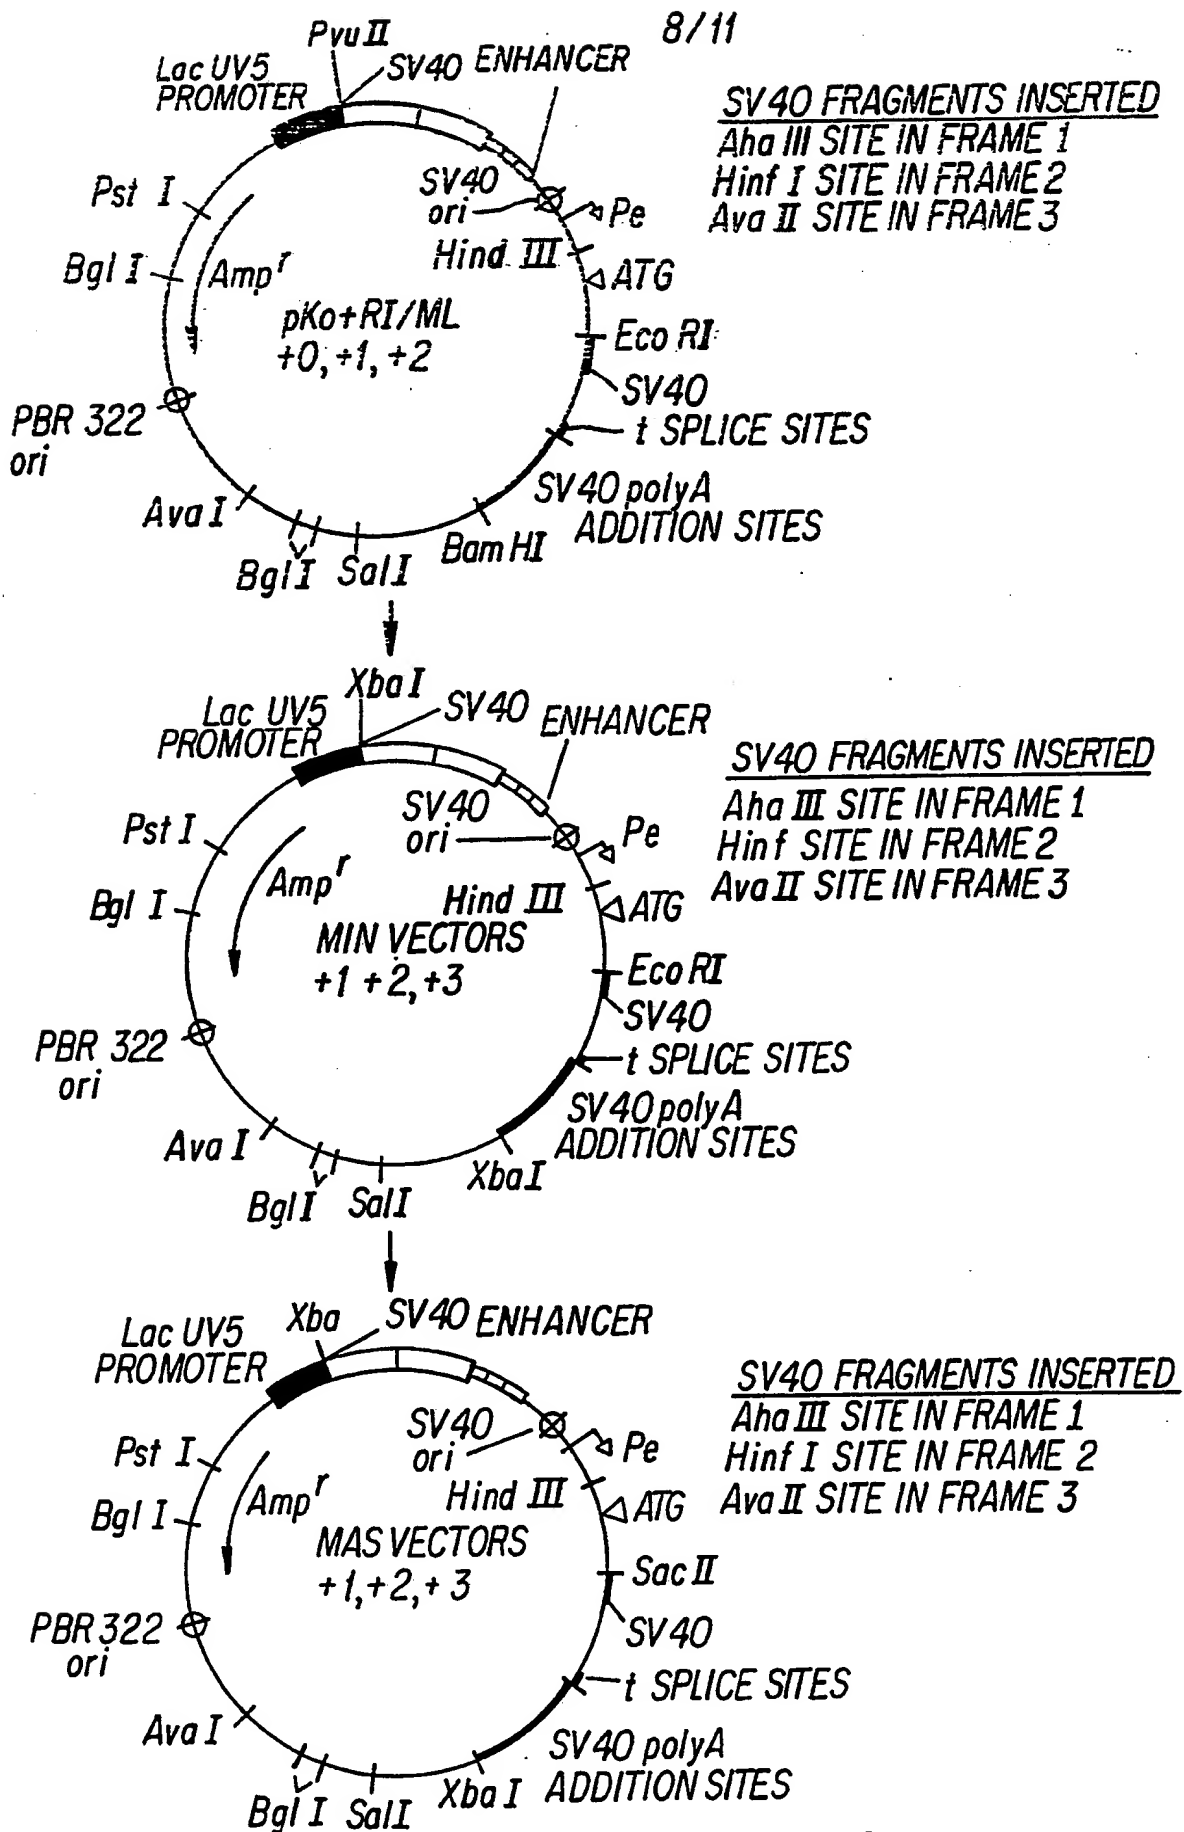 8/11
Pvu II
Lac UV5
PROMOTER
SV40 ENHANCER
SV40 FRAGMENTS INSERTED
Aha III SITE IN FRAME 1
Hinf I SITE IN FRAME 2
Ava II SITE IN FRAME 3
Pst I
SV40
ori
Pe
Bgl I
Amp r
Hind III
ATG
pKo+RI/ML
+0, +1, +2
Eco RI
SV40
PBR 322
ori
t SPLICE SITES
SV40 polyA
ADDITION SITES
Ava I
Bgl I
Sal I
Bam HI
Xba I
Lac UV5
PROMOTER
SV40
ENHANCER
SV40 FRAGMENTS INSERTED
Aha III SITE IN FRAME 1
Hinf SITE IN FRAME 2
Ava II SITE IN FRAME 3
Pst I
SV40
ori
Pe
Bgl I
Amp r
Hind III
ATG
MIN VECTORS
+1 +2, +3
Eco RI
SV40
PBR 322
ori
t SPLICE SITES
SV40 polyA
ADDITION SITES
Ava I
Bgl I
Sal I
Xba I
Xba
Lac UV5
PROMOTER
SV40 ENHANCER
SV40 FRAGMENTS INSERTED
Aha III SITE IN FRAME 1
Hinf I SITE IN FRAME 2
Ava II SITE IN FRAME 3
Pst I
SV40
ori
Pe
Bgl I
Amp r
Hind III
ATG
MAS VECTORS
+1, +2, + 3
Sac II
SV40
PBR 322
ori
t SPLICE SITES
SV40 polyA
ADDITION SITES
Ava I
Bgl I
Sal I
Xba I